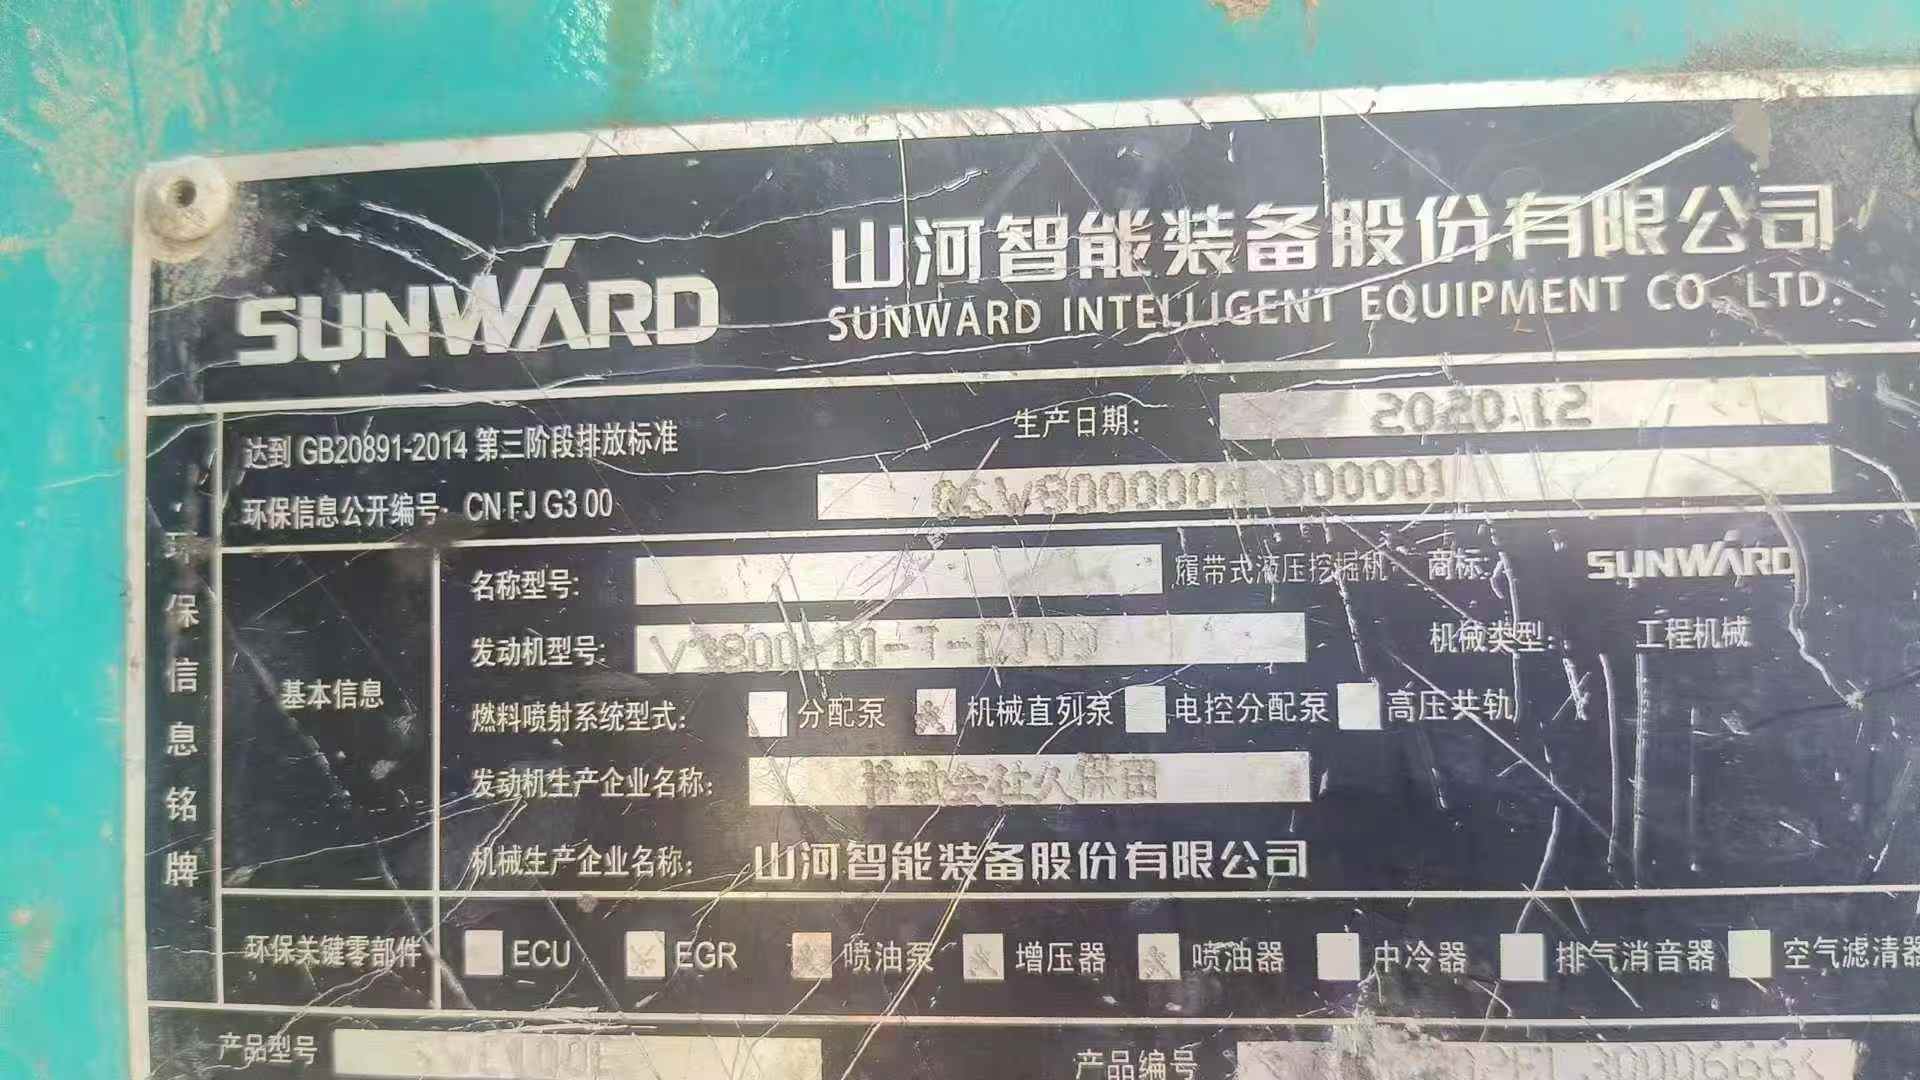 SUNWARD
山河智能装备股份有限公司
SUNWARD INTELLIGENT EQUIPMENT CO., LTD.
环保信息铭牌
达到 GB20891-2014 第三阶段排放标准
生产日期:
环保信息公开编号: CN FJ G3 00
基本信息
名称型号: 履带式液压挖掘机 商标: SUNWARD
发动机型号: 机械类型: 工程机械
燃料喷射系统型式: 分配泵 机械直列泵 电控分配泵 高压共轨
发动机生产企业名称: 株式会社久保田
机械生产企业名称: 山河智能装备股份有限公司
环保关键零部件 ECU EGR 喷油泵 增压器 喷油器 中冷器 排气消音器 空气滤清器
产品型号 产品编号